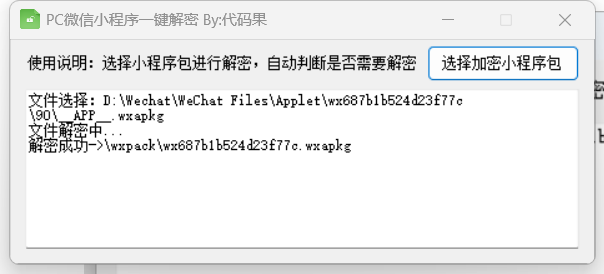 PC微信小程序一键解密 By:代码果
使用说明：选择小程序包进行解密，自动判断是否需要解密
选择加密小程序包
文件选择：D:\Wechat\WeChat Files\Applet\wx687b1b524d23f77c
\90\__APP__.wxapkg
文件解密中...
解密成功->\wxpack\wx687b1b524d23f77c.wxapkg